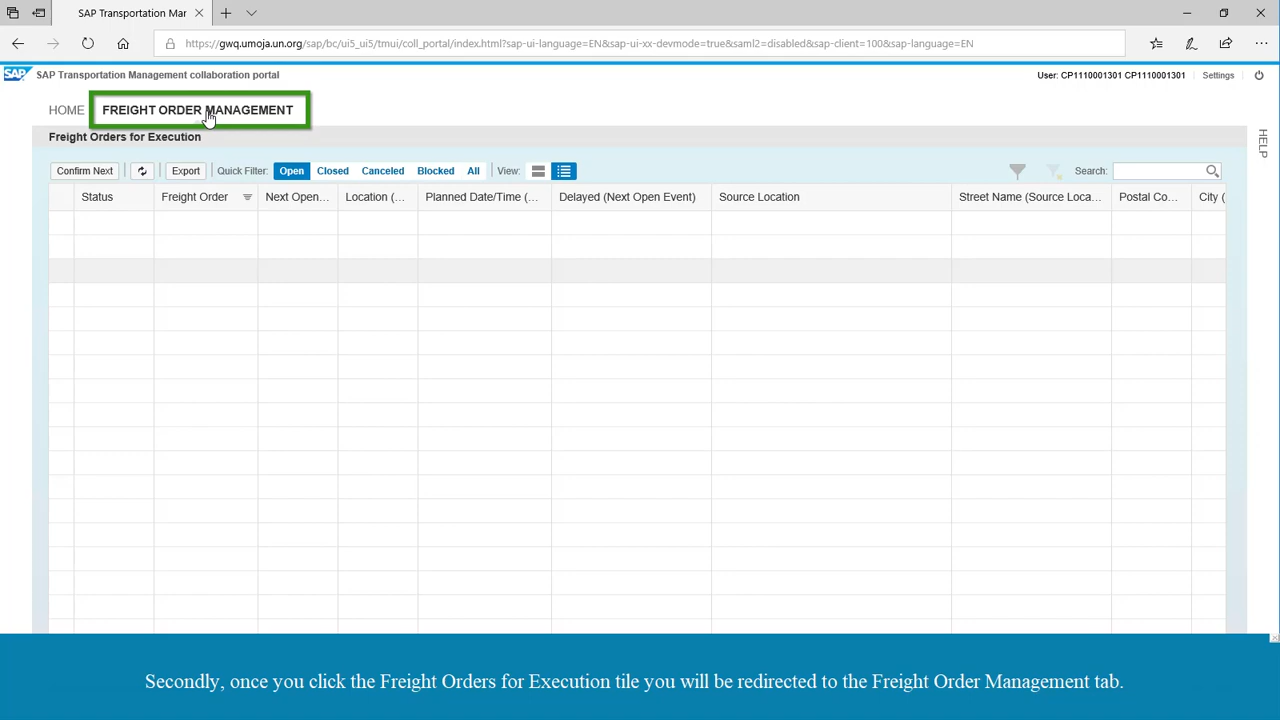 SAP Transportation Mar
https://gwq.umoja.un.org/sap/bc/ui5_ui5/tmui/coll_portal/index.html?sap-ui-language=EN&sap-ui-xx-devmode=true&saml2=disabled&sap-client=100&sap-language=EN
SAP SAP Transportation Management collaboration portal User: CP1110001301 CP1110001301 Settings
HOME FREIGHT ORDER MANAGEMENT
HELP
Freight Orders for Execution
Confirm Next Export Quick Filter: Open Closed Canceled Blocked All View: Search:
Status Freight Order Next Open... Location (... Planned Date/Time (... Delayed (Next Open Event) Source Location Street Name (Source Loca... Postal Co... City (
Secondly, once you click the Freight Orders for Execution tile you will be redirected to the Freight Order Management tab.